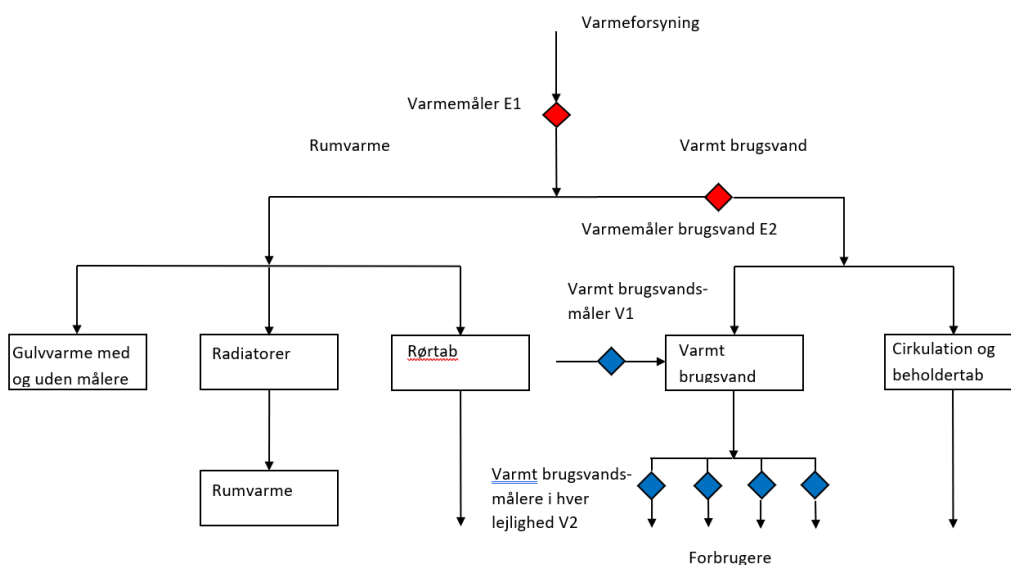 Varmeforsyning
Varmemåler E1
Rumvarme
Varmt brugsvand
Varmemåler brugsvand E2
Varmt brugsvands-
måler V1
Gulvvarme med
og uden målere
Radiatorer
Rørtab
Varmt
brugsvand
Cirkulation og
beholdertab
Rumvarme
Varmt brugsvands-
målere i hver
lejlighed V2
Forbrugere